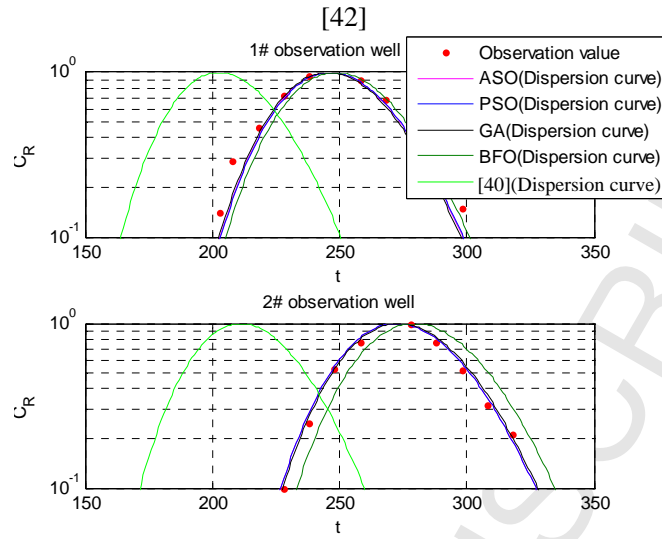 [42]
1# observation well
Observation value
ASO(Dispersion curve)
PSO(Dispersion curve)
GA(Dispersion curve)
BFO(Dispersion curve)
[40](Dispersion curve)
10^0
C_R
10^-1
150 200 250 300 350
t
2# observation well
10^0
C_R
10^-1
150 200 250 300 350
t